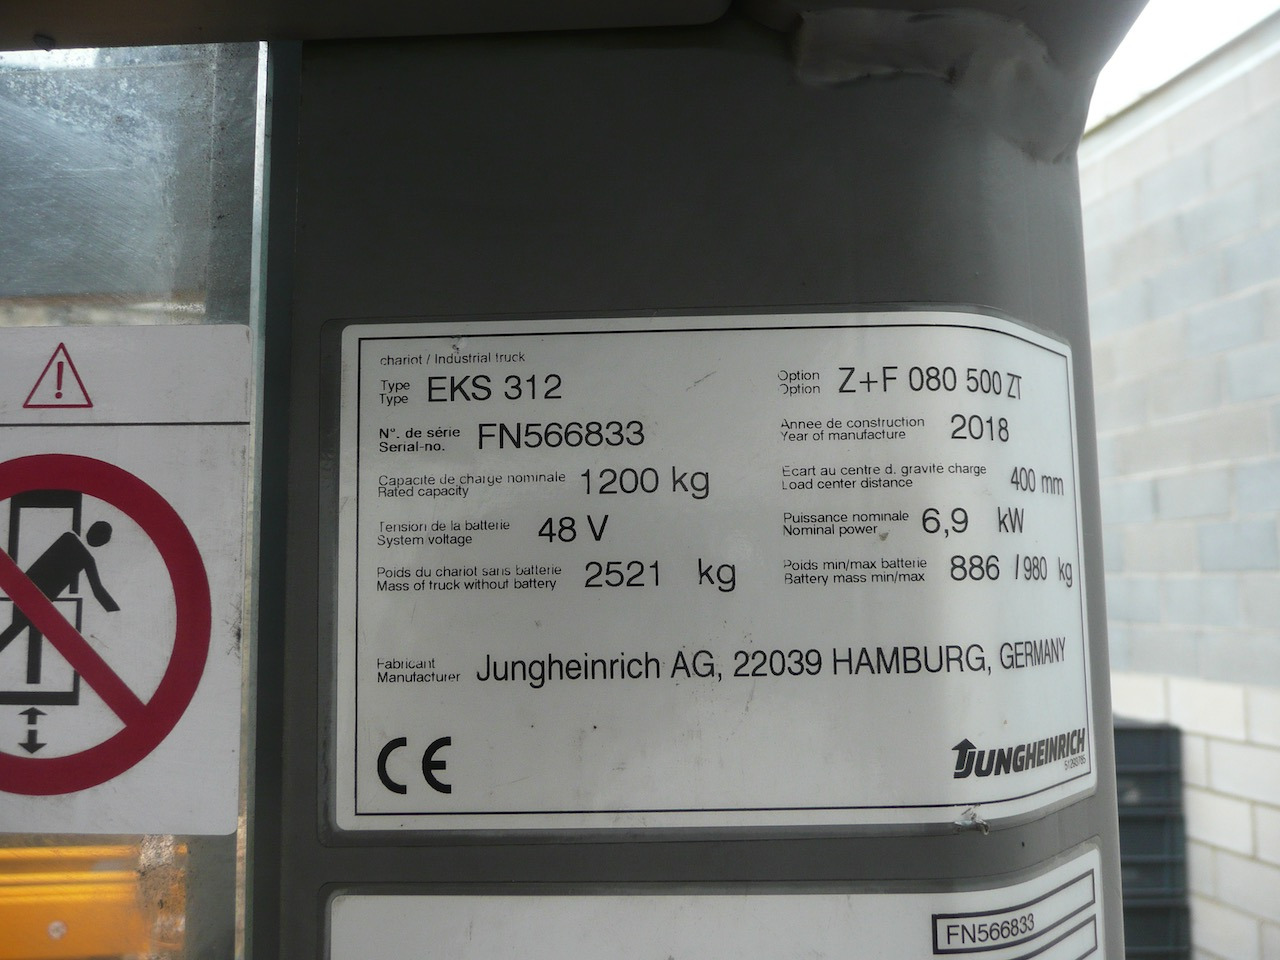 chariot / Industrial truck
Type
Type
EKS 312
Option
Option
Z+F 080 500 ZT
N°. de série
Serial-no.
FN566833
Annee de construction
Year of manufacture
2018
Capacite de charge nominale
Rated capacity
1200 kg
Ecart au centre d. gravite charge
Load center distance
400 mm
Tension de la batterie
System voltage
48 V
Puissance nominale
Nominal power
6,9 kW
Poids du chariot sans batterie
Mass of truck without battery
2521 kg
Poids min/max batterie
Battery mass min/max
886 /980 kg
Fabricant
Manufacturer
Jungheinrich AG, 22039 HAMBURG, GERMANY
CE
JUNGHEINRICH
FN566833